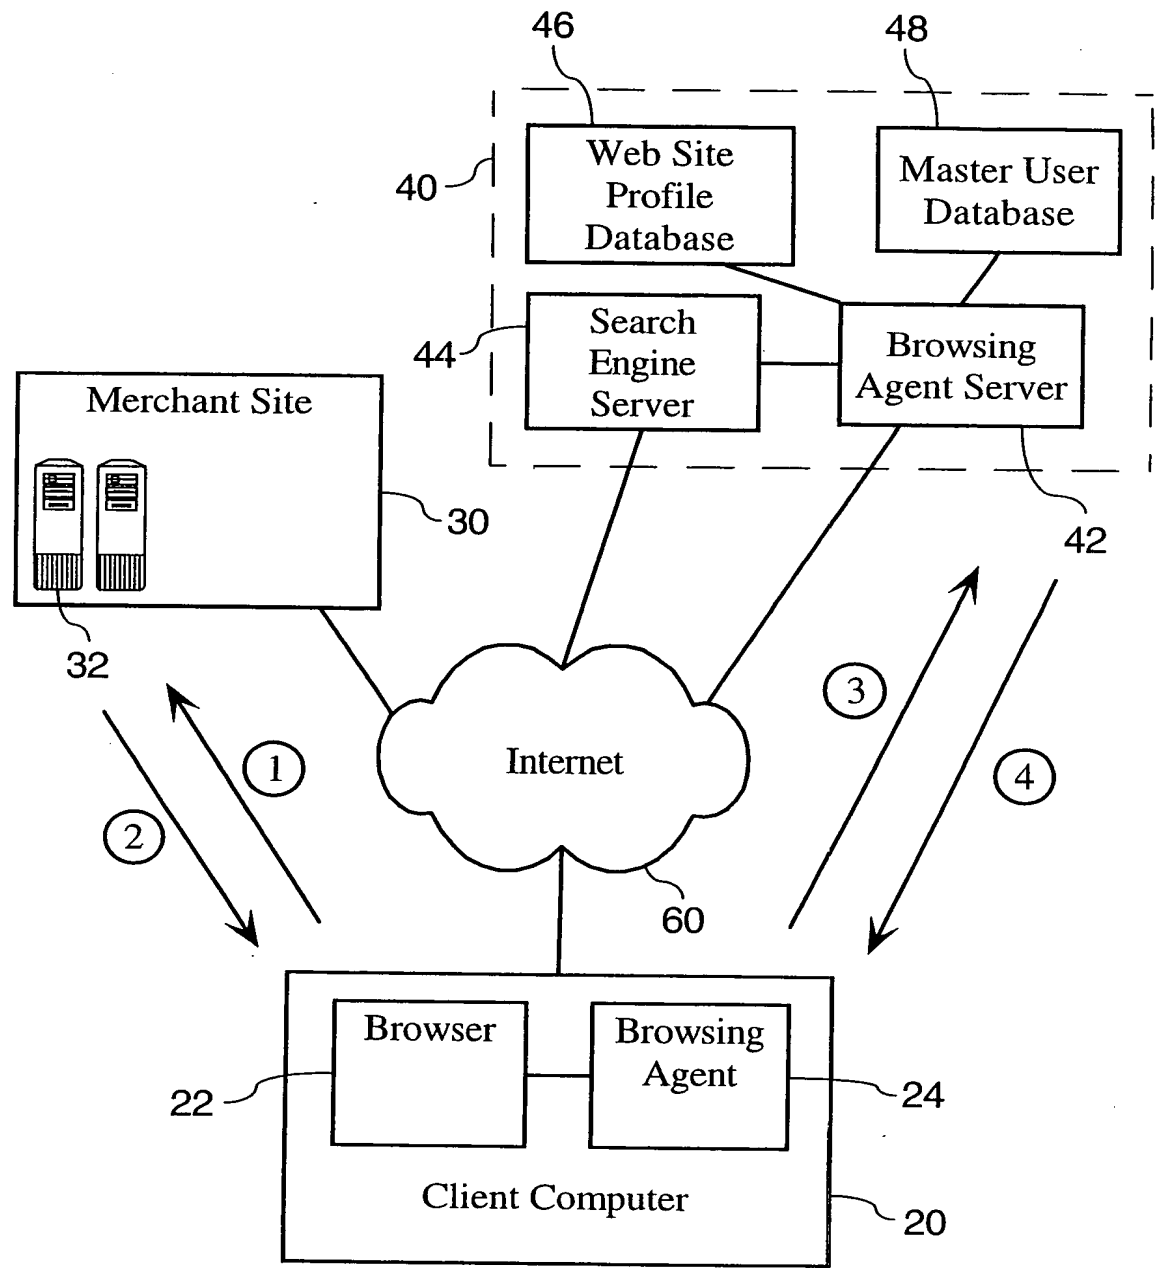 46
48
Web Site
Profile
Database
Master User
Database
40
Search
Engine
Server
44
Browsing
Agent Server
Merchant Site
30
42
32
3
1
Internet
4
2
60
Browser
Browsing
Agent
22
24
Client Computer
20